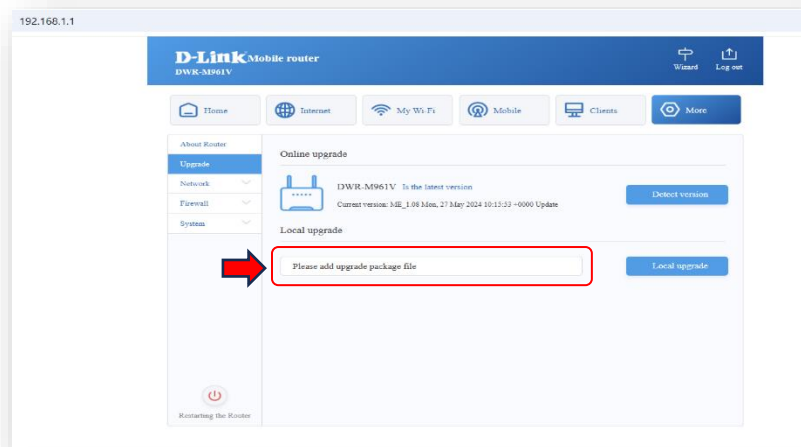 192.168.1.1
D-Link Mobile router
DWK-M961V
Wizard Log out
Home Internet My Wi-Fi Mobile Clients More
About Router
Upgrade
Network
Firewall
System
Online upgrade
DWR-M961V Is the latest version
Current version: ME_1.08 Mon, 27 May 2024 10:15:53 +0000 Update
Detect version
Local upgrade
Please add upgrade package file
Local upgrade
Restarting the Router